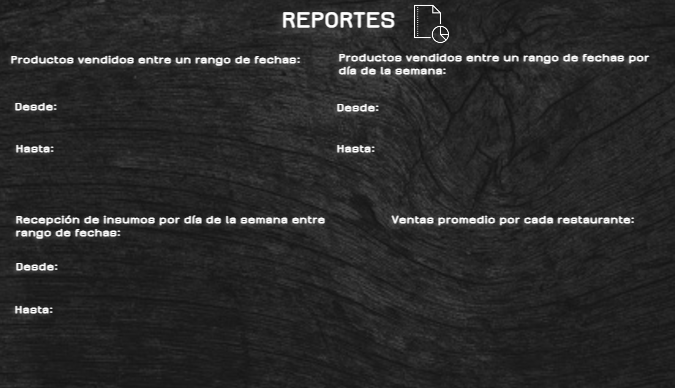 REPORTES
Productos vendidos entre un rango de fechas:
Desde:
Hasta:
Productos vendidos entre un rango de fechas por
día de la semana:
Desde:
Hasta:
Recepción de insumos por día de la semana entre
rango de fechas:
Desde:
Hasta:
Ventas promedio por cada restaurante: